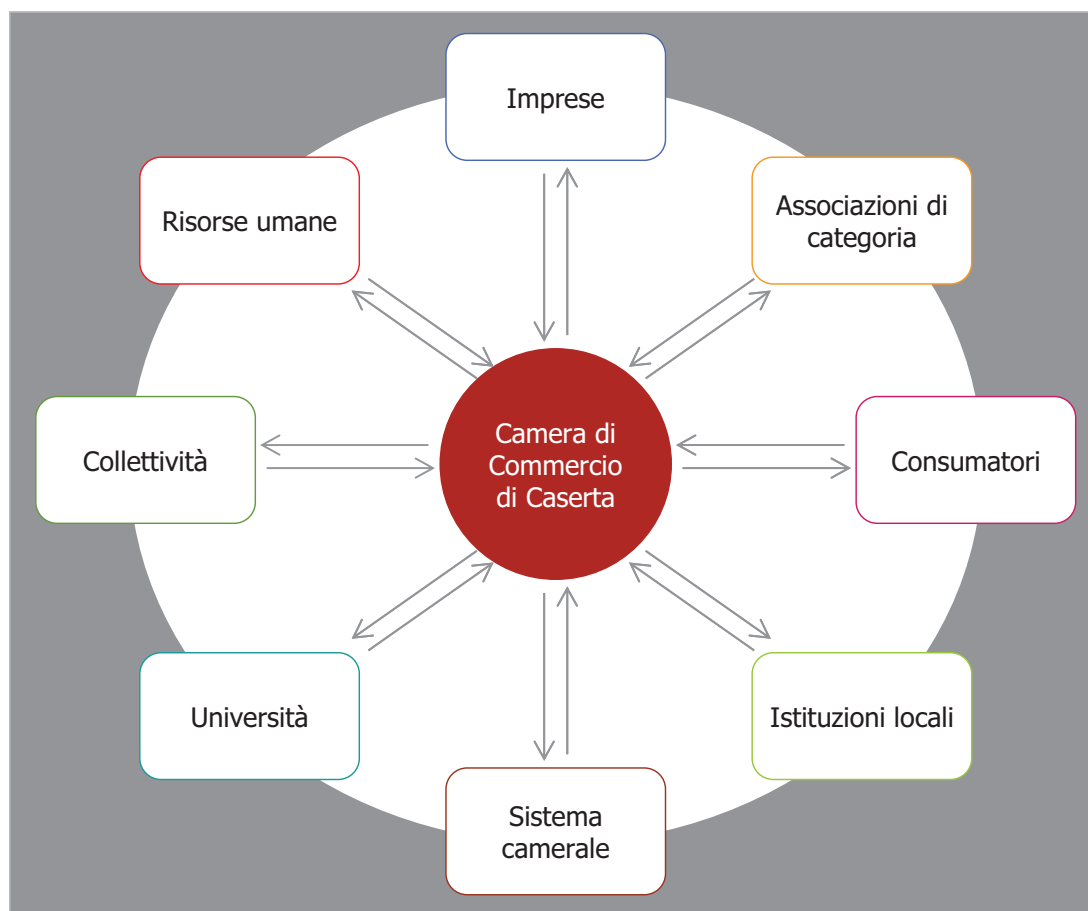 Imprese
Associazioni di
categoria
Risorse umane
Camera di
Commercio
di Caserta
Collettività
Consumatori
Università
Istituzioni locali
Sistema
camerale